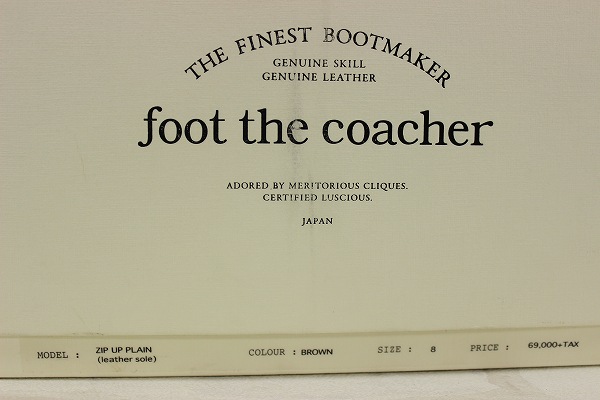 THE FINEST BOOTMAKER
GENUINE SKILL
GENUINE LEATHER
foot the coacher
ADORED BY MERITORIOUS CLIQUES.
CERTIFIED LUSCIOUS.
JAPAN
MODEL : ZIP UP PLAIN COLOUR : BROWN SIZE : 8 PRICE : 69,000+TAX
(leather sole)